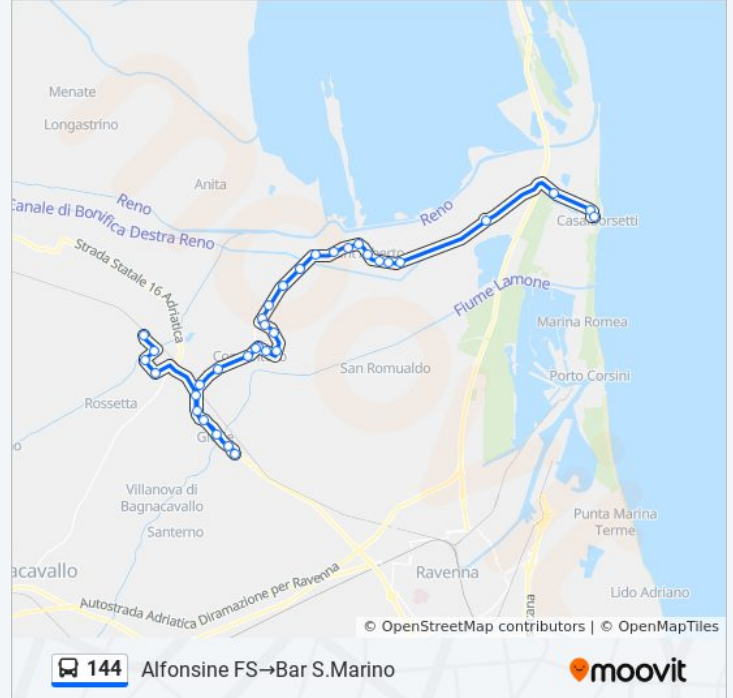 Menate
Longastrino
Anita
Reno
Canale di Bonifica Destra Reno
Reno
Casalborsetti
Strada Statale 16 Adriatica
Fiume Lamone
Marina Romea
San Romualdo
Porto Corsini
Rossetta
Villanova di
Bagnacavallo
Santerno
Punta Marina
Terme
acavallo
Ravenna
Lido Adriano
Autostrada Adriatica Diramazione per Ravenna
© OpenStreetMap contributors | © OpenMapTiles
144 Alfonsine FS→Bar S.Marino
moovit